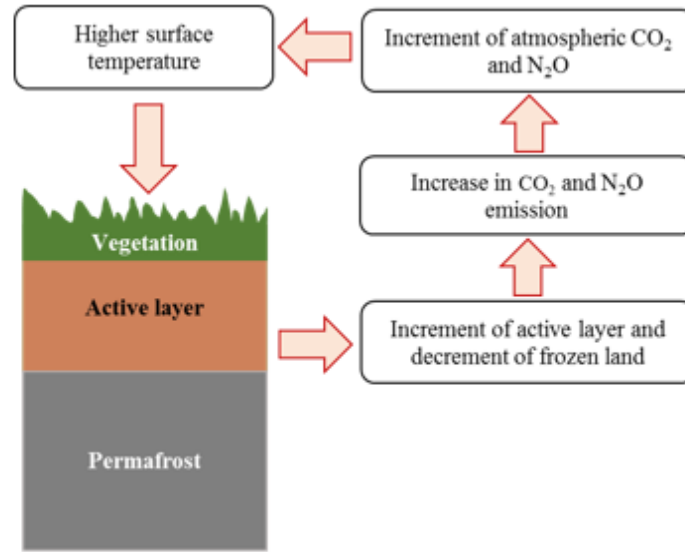 Higher surface
temperature
Increment of atmospheric CO₂
and N₂O
Increase in CO₂ and N₂O
emission
Vegetation
Active layer
Increment of active layer and
decrement of frozen land
Permafrost